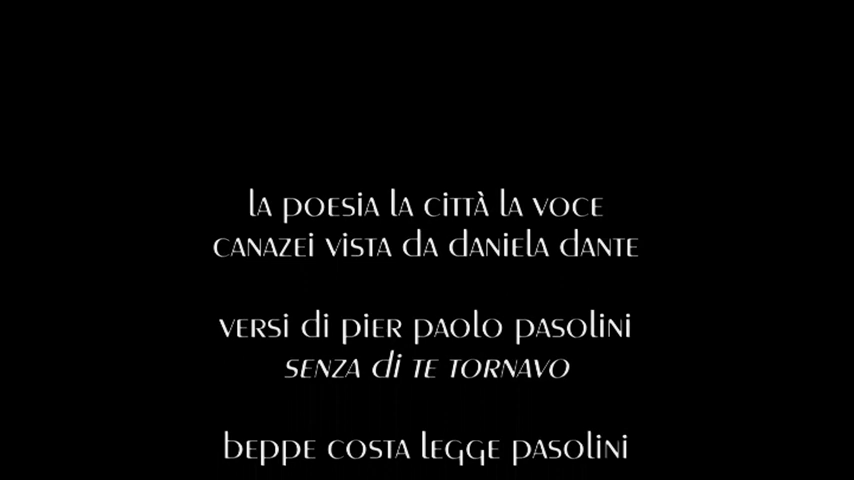 la poesia la città la voce
canazei vista da daniela dante
versi di pier paolo pasolini
senza di te tornavo
beppe costa legge pasolini